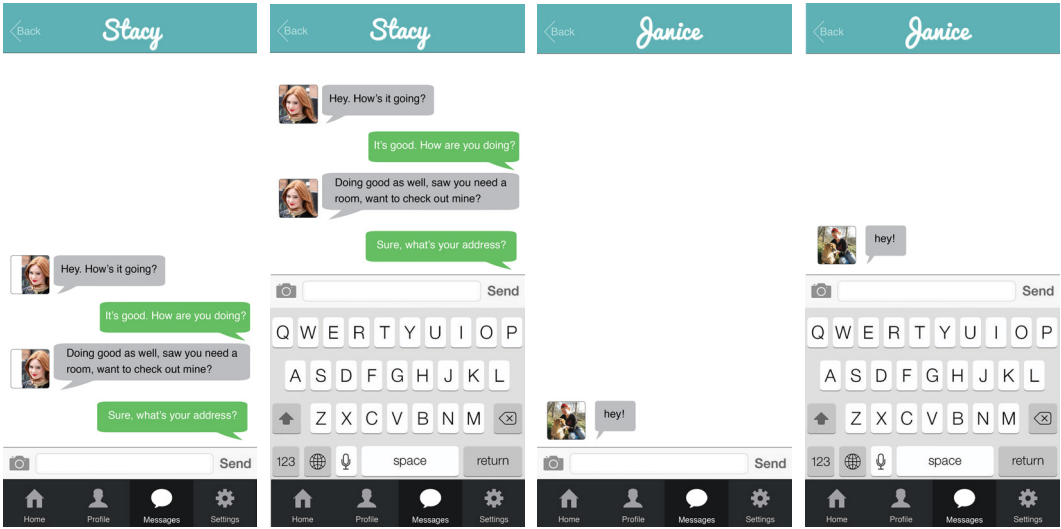 Back
Stacy
Hey. How's it going?
It's good. How are you doing?
Doing good as well, saw you need a
room, want to check out mine?
Sure, what's your address?
Send
Home Profile Messages Settings
Back
Stacy
Hey. How's it going?
It's good. How are you doing?
Doing good as well, saw you need a
room, want to check out mine?
Sure, what's your address?
Send
Q W E R T Y U I O P
A S D F G H J K L
Z X C V B N M
123 space return
Home Profile Messages Settings
Back
Janice
hey!
Send
Home Profile Messages Settings
Back
Janice
hey!
Send
Q W E R T Y U I O P
A S D F G H J K L
Z X C V B N M
123 space return
Home Profile Messages Settings